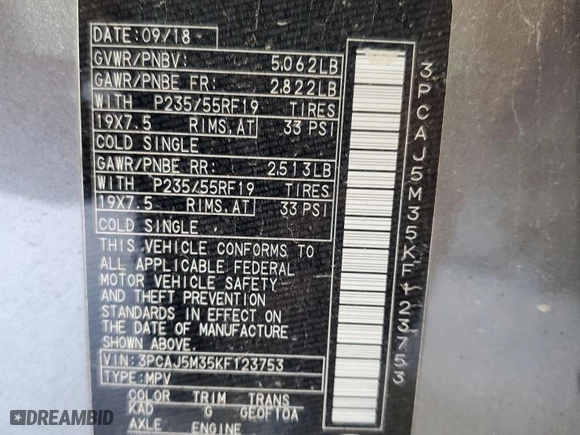 DATE: 09/18
GVWR/PNBV: 5.062LB
GAWR/PNBE FR: 2.822LB
WITH P235/55RF19 TIRES
19X7.5 RIMS.AT 33 PSI
COLD SINGLE
GAWR/PNBE RR: 2.513LB
WITH P235/55RF19 TIRES
19X7.5 RIMS.AT 33 PSI
COLD SINGLE
THIS VEHICLE CONFORMS TO
ALL APPLICABLE FEDERAL
MOTOR VEHICLE SAFETY
AND THEFT PREVENTION
STANDARDS IN EFFECT ON
THE DATE OF MANUFACTURE
SHOWN ABOVE.
VIN: 3PCAJ5M35KF123753
TYPE: MPV
COLOR TRIM TRANS
KAD G GEOF10A
AXLE ENGINE
3PCAJ5M35KF123753
DREAMBID